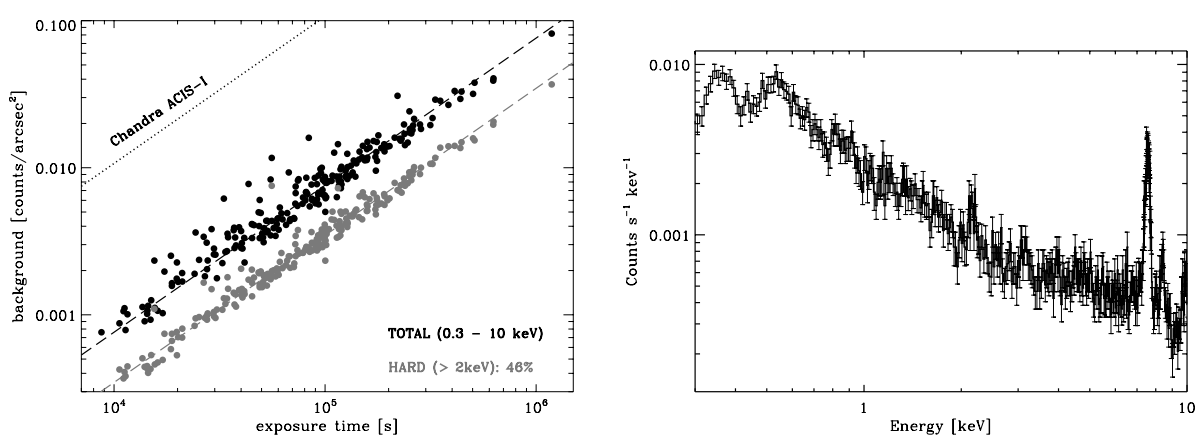 0.100
0.010
0.001
background [counts/arcsec²]
Chandra ACIS-I
TOTAL (0.3 - 10 keV)
HARD (> 2keV): 46%
10⁴
10⁵
10⁶
exposure time [s]
0.010
0.001
Counts s⁻¹ kev⁻¹
1
10
Energy [keV]